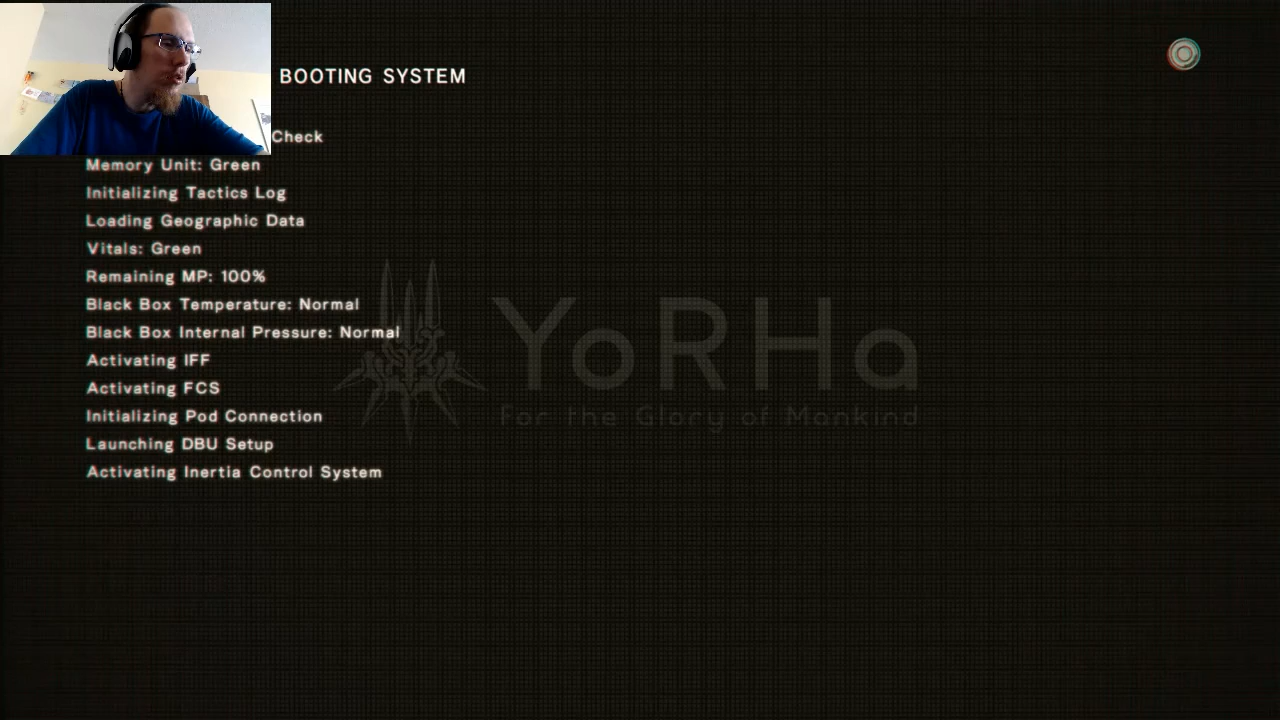 BOOTING SYSTEM
Check
Memory Unit: Green
Initializing Tactics Log
Loading Geographic Data
Vitals: Green
Remaining MP: 100%
Black Box Temperature: Normal
Black Box Internal Pressure: Normal
Activating IFF
Activating FCS
Initializing Pod Connection
Launching DBU Setup
Activating Inertia Control System
YoRHa
For the Glory of Mankind